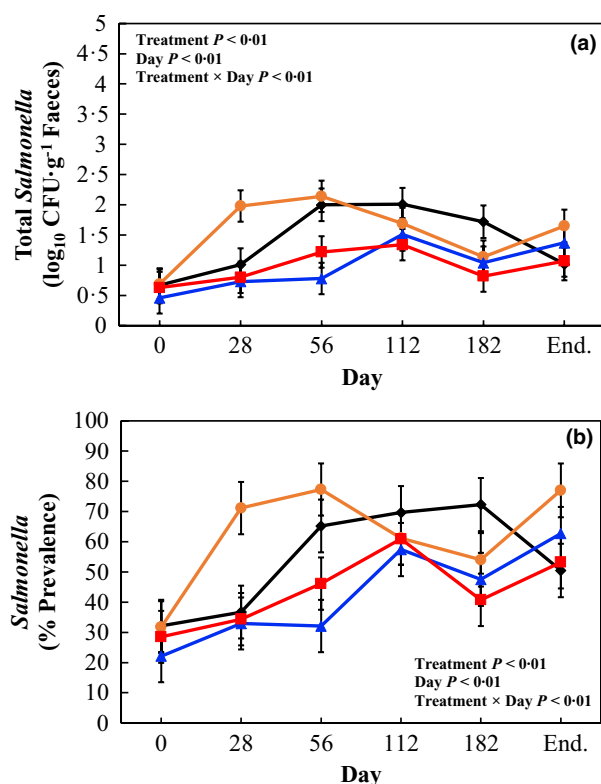 5
4·5
4
3·5
3
2·5
2
1·5
1
0·5
0
Total Salmonella
(log₁₀ CFU·g⁻¹ Faeces)
Treatment P < 0·01
Day P < 0·01
Treatment × Day P < 0·01
(a)
0 28 56 112 182 End.
Day
100
90
80
70
60
50
40
30
20
10
0
Salmonella
(% Prevalence)
(b)
Treatment P < 0·01
Day P < 0·01
Treatment × Day P < 0·01
0 28 56 112 182 End.
Day